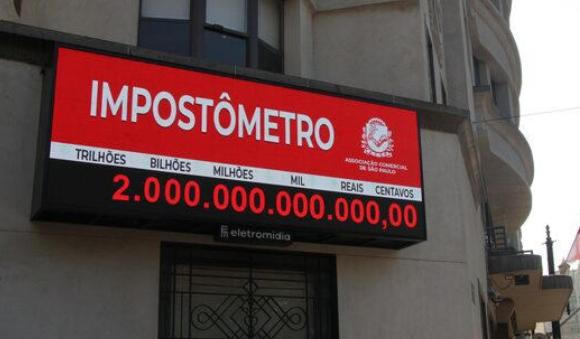 IMPOSTÔMETRO
ASSOCIAÇÃO COMERCIAL
DE SÃO PAULO
TRILHÕES BILHÕES MILHÕES MIL REAIS CENTAVOS
2.000.000.000.000,00
eletromidia